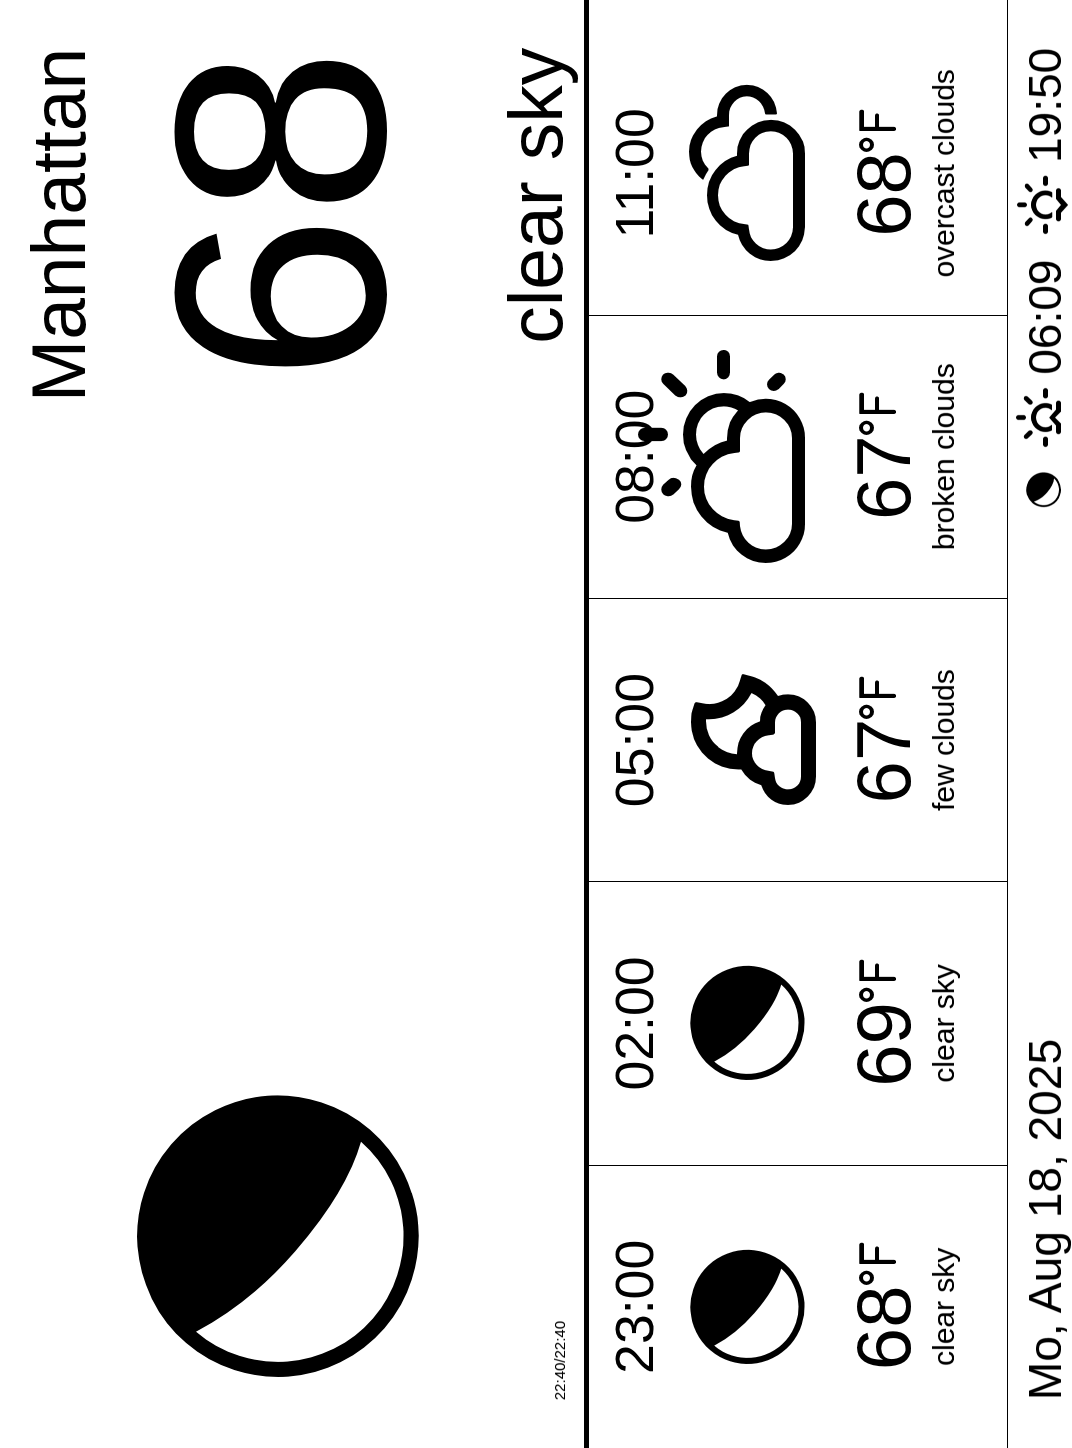 Manhattan
68
clear sky
22:40/22:40
23:00
02:00
05:00
08:00
11:00
68°F
69°F
67°F
67°F
68°F
clear sky
clear sky
few clouds
broken clouds
overcast clouds
Mo, Aug 18, 2025
06:09
19:50